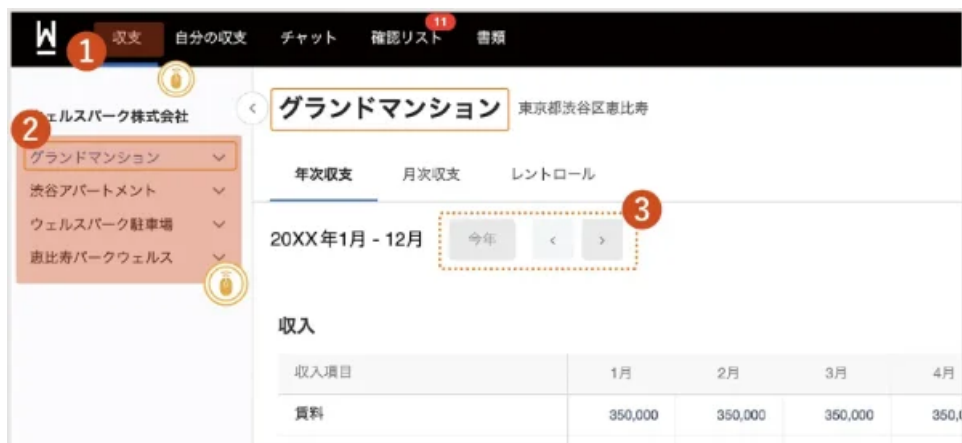 W 収支 自分の収支 チャット 確認リスト 11 書類
1
ウェルスパーク株式会社
2
グランドマンション
渋谷アパートメント
ウェルスパーク駐車場
恵比寿パークウェルス
グランドマンション 東京都渋谷区恵比寿
年次収支 月次収支 レントロール
3
20XX年1月 - 12月 今年 < >
収入
収入項目 1月 2月 3月 4月
賃料 350,000 350,000 350,000